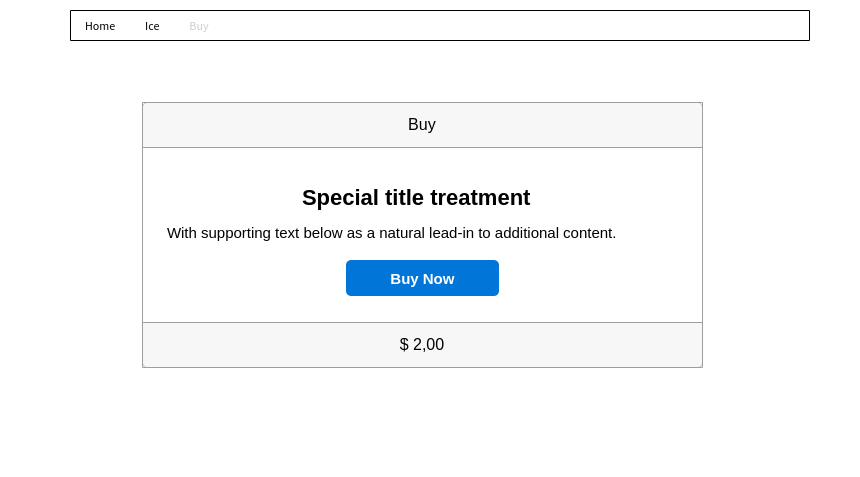 Home Ice Buy
Buy
Special title treatment
With supporting text below as a natural lead-in to additional content.
Buy Now
$ 2,00